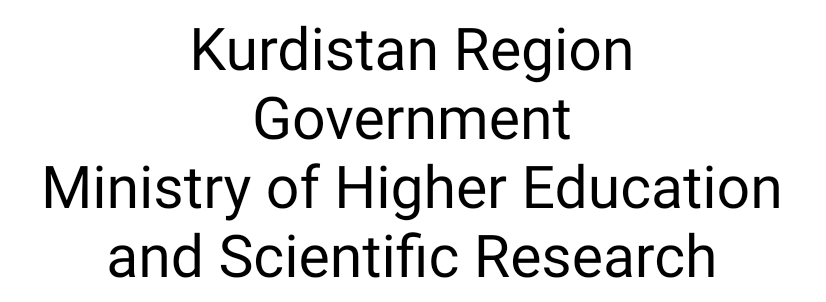 Kurdistan Region
Government
Ministry of Higher Education
and Scientific Research